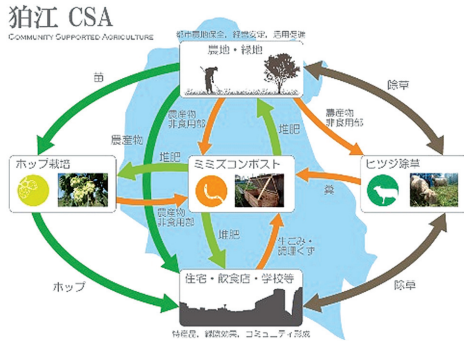 狛江 CSA
COMMUNITY SUPPORTED AGRICULTURE
都市農地保全、経営安定、活用促進
農地・緑地
苗
農産物
農産物
非食用部
堆肥
農産物
非食用部
除草
ホップ栽培
堆肥
ミミズコンポスト
糞
ヒツジ除草
農産物
非食用部
堆肥
生ごみ・
調理くず
ホップ
住宅・飲食店・学校等
除草
特産品、緑陰効果、コミュニティ形成